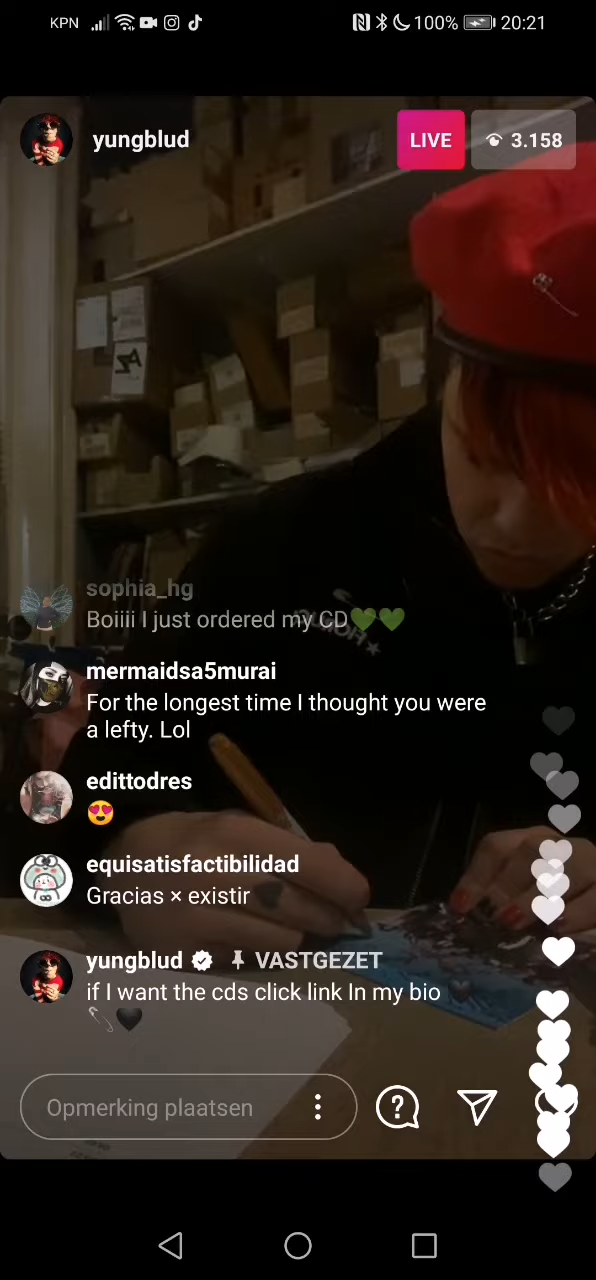 KPN 100% 20:21
yungblud LIVE 3.158
sophia_hg
Boiiii I just ordered my CD💚💚
mermaidsa5murai
For the longest time I thought you were
a lefty. Lol
edittodres
😍
equisatisfactibilidad
Gracias × existir
yungblud VASTGEZET
if I want the cds click link In my bio
🧷🖤
Opmerking plaatsen